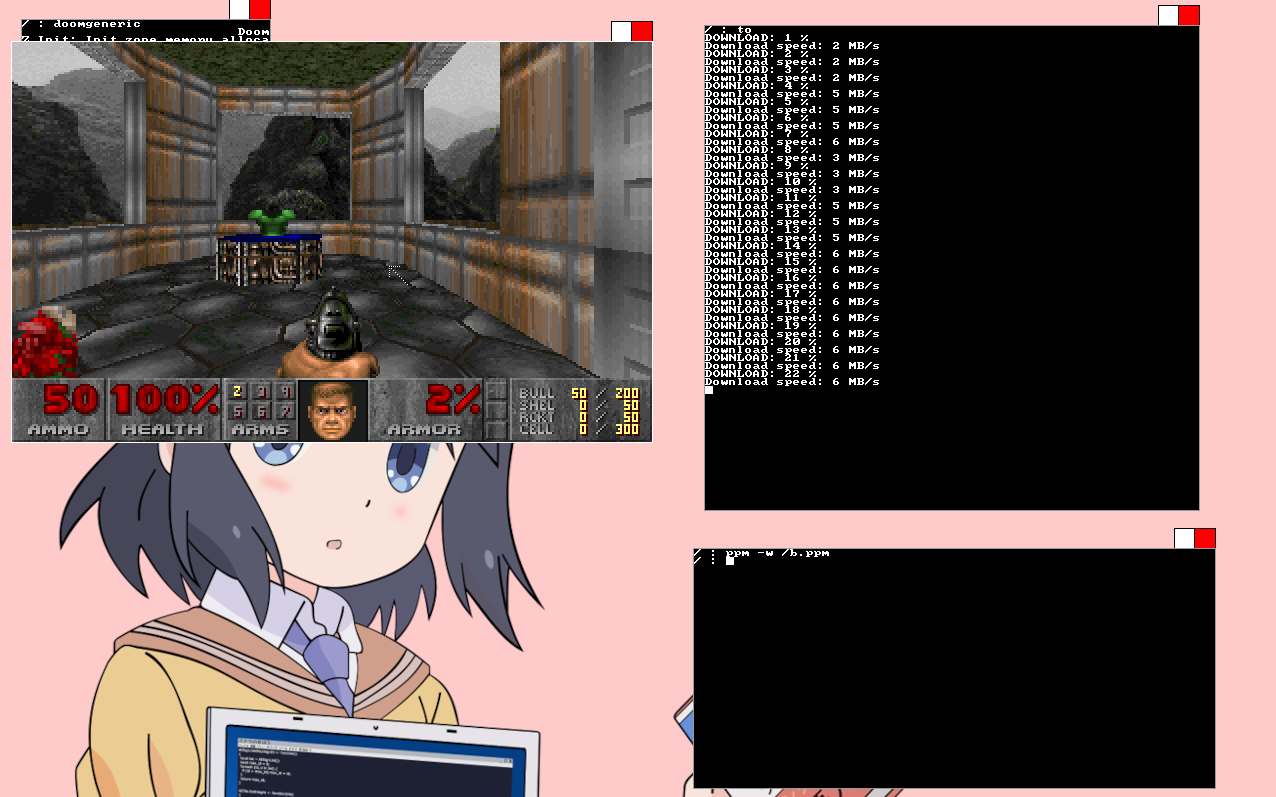 / : doomgeneric
Doom
Z_Init: Init zone memory alloca
50
100%
2 3 4
5 6 7
2%
AMMO
HEALTH
ARMS
ARMOR
BULL 50 / 200
SHEL 0 / 50
RCKT 0 / 50
CELL 0 / 300
/ : to
DOWNLOAD: 1 %
Download speed: 2 MB/s
DOWNLOAD: 2 %
Download speed: 2 MB/s
DOWNLOAD: 3 %
Download speed: 2 MB/s
DOWNLOAD: 4 %
Download speed: 5 MB/s
DOWNLOAD: 5 %
Download speed: 5 MB/s
DOWNLOAD: 6 %
Download speed: 5 MB/s
DOWNLOAD: 7 %
Download speed: 6 MB/s
DOWNLOAD: 8 %
Download speed: 3 MB/s
DOWNLOAD: 9 %
Download speed: 3 MB/s
DOWNLOAD: 10 %
Download speed: 3 MB/s
DOWNLOAD: 11 %
Download speed: 5 MB/s
DOWNLOAD: 12 %
Download speed: 5 MB/s
DOWNLOAD: 13 %
Download speed: 5 MB/s
DOWNLOAD: 14 %
Download speed: 6 MB/s
DOWNLOAD: 15 %
Download speed: 6 MB/s
DOWNLOAD: 16 %
Download speed: 6 MB/s
DOWNLOAD: 17 %
Download speed: 6 MB/s
DOWNLOAD: 18 %
Download speed: 6 MB/s
DOWNLOAD: 19 %
Download speed: 6 MB/s
DOWNLOAD: 20 %
Download speed: 6 MB/s
DOWNLOAD: 21 %
Download speed: 6 MB/s
DOWNLOAD: 22 %
Download speed: 6 MB/s
/ : ppm -w /b.ppm
/ :